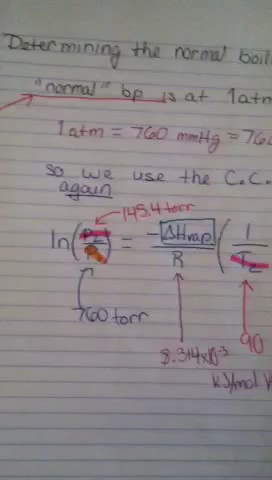 Determining the normal boil
"normal" bp is at 1atm
1atm = 760 mmHg = 76
so we use the C.C.
again
145.4 torr
ln( ) = -ΔHvap / R ( 1 / T2
760 torr
8.314x10^-3
90
kJ/mol